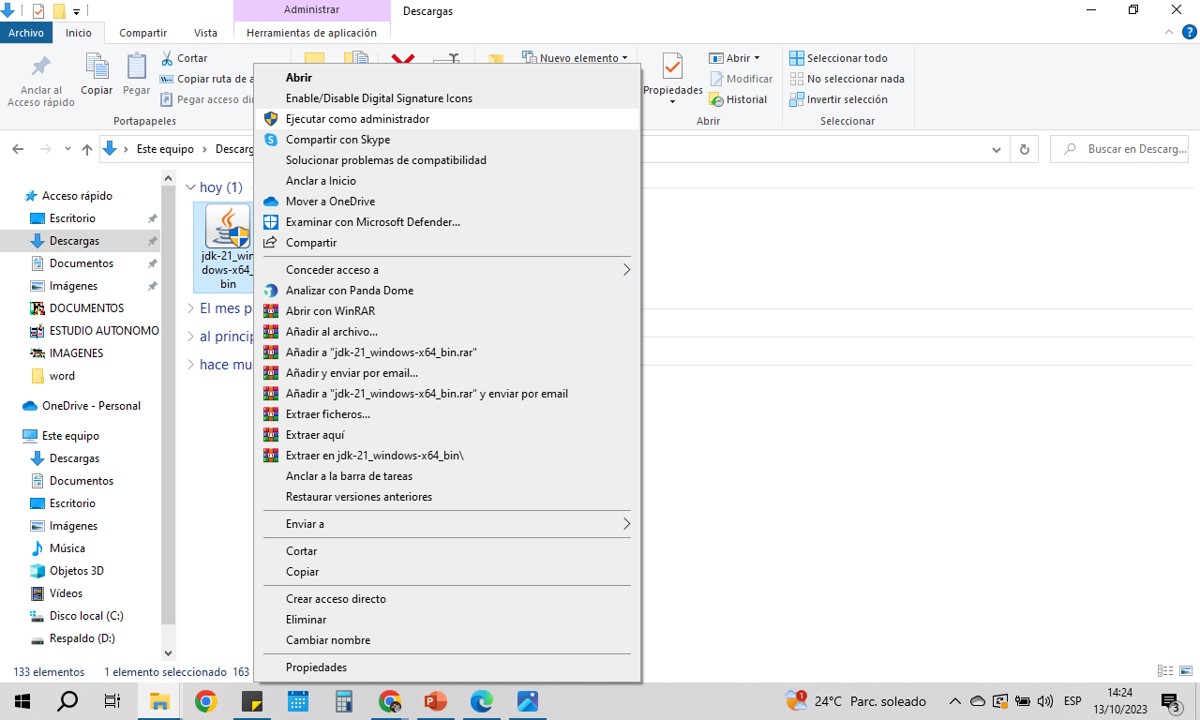 Administrar
Descargas
Archivo
Inicio
Compartir
Vista
Herramientas de aplicación
Anclar al
Acceso rápido
Copiar
Pegar
Cortar
Copiar ruta de a
Pegar acceso di
Portapapeles
Nuevo elemento
Propiedades
Abrir
Modificar
Historial
Abrir
Seleccionar todo
No seleccionar nada
Invertir selección
Seleccionar
Este equipo
Descarg
Buscar en Descarg...
Acceso rápido
Escritorio
Descargas
Documentos
Imágenes
DOCUMENTOS
ESTUDIO AUTONOMO
IMAGENES
word
OneDrive - Personal
Este equipo
Descargas
Documentos
Escritorio
Imágenes
Música
Objetos 3D
Vídeos
Disco local (C:)
Respaldo (D:)
hoy (1)
jdk-21_win
dows-x64_
bin
El mes p
al princip
hace mu
Abrir
Enable/Disable Digital Signature Icons
Ejecutar como administrador
Compartir con Skype
Solucionar problemas de compatibilidad
Anclar a Inicio
Mover a OneDrive
Examinar con Microsoft Defender...
Compartir
Conceder acceso a
Analizar con Panda Dome
Abrir con WinRAR
Añadir al archivo...
Añadir a "jdk-21_windows-x64_bin.rar"
Añadir y enviar por email...
Añadir a "jdk-21_windows-x64_bin.rar" y enviar por email
Extraer ficheros...
Extraer aquí
Extraer en jdk-21_windows-x64_bin\
Anclar a la barra de tareas
Restaurar versiones anteriores
Enviar a
Cortar
Copiar
Crear acceso directo
Eliminar
Cambiar nombre
Propiedades
133 elementos
1 elemento seleccionado 163
24°C Parc. soleado
ESP
14:24
13/10/2023
3